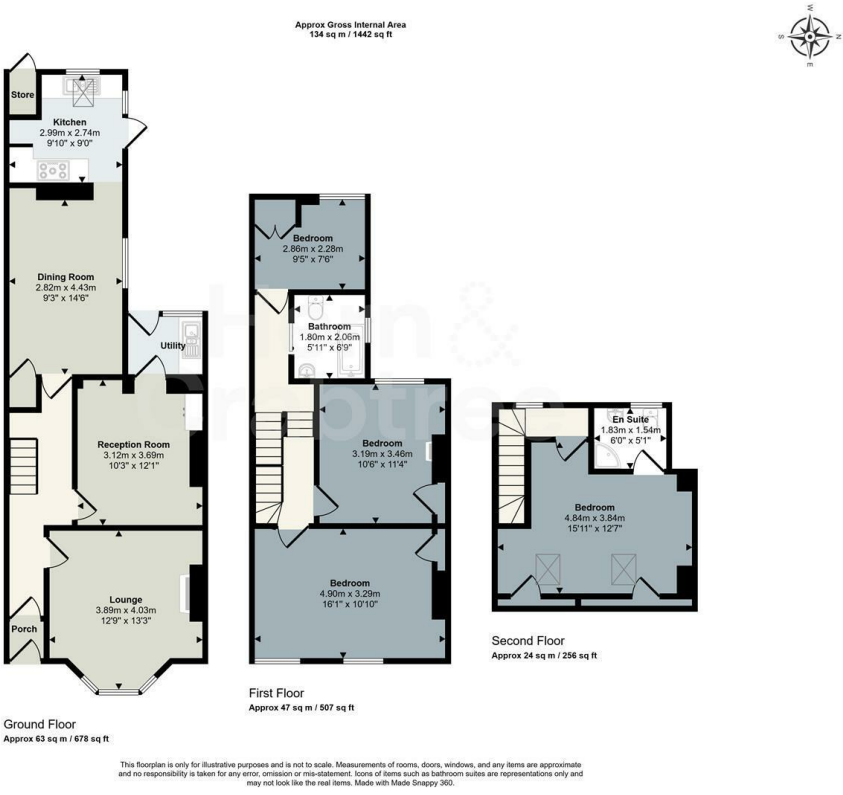 Approx Gross Internal Area
134 sq m / 1442 sq ft
W
S
N
E
Store
Kitchen
2.99m x 2.74m
9'10" x 9'0"
Dining Room
2.82m x 4.43m
9'3" x 14'6"
Utility
Reception Room
3.12m x 3.69m
10'3" x 12'1"
Lounge
3.89m x 4.03m
12'9" x 13'3"
Porch
Ground Floor
Approx 63 sq m / 678 sq ft
Bedroom
2.86m x 2.28m
9'5" x 7'6"
Bathroom
1.80m x 2.06m
5'11" x 6'9"
Bedroom
3.19m x 3.46m
10'6" x 11'4"
Bedroom
4.90m x 3.29m
16'1" x 10'10"
First Floor
Approx 47 sq m / 507 sq ft
En Suite
1.83m x 1.54m
6'0" x 5'1"
Bedroom
4.84m x 3.84m
15'11" x 12'7"
Second Floor
Approx 24 sq m / 256 sq ft
This floorplan is only for illustrative purposes and is not to scale. Measurements of rooms, doors, windows, and any items are approximate
and no responsibility is taken for any error, omission or mis-statement. Icons of items such as bathroom suites are representations only and
may not look like the real items. Made with Made Snappy 360.